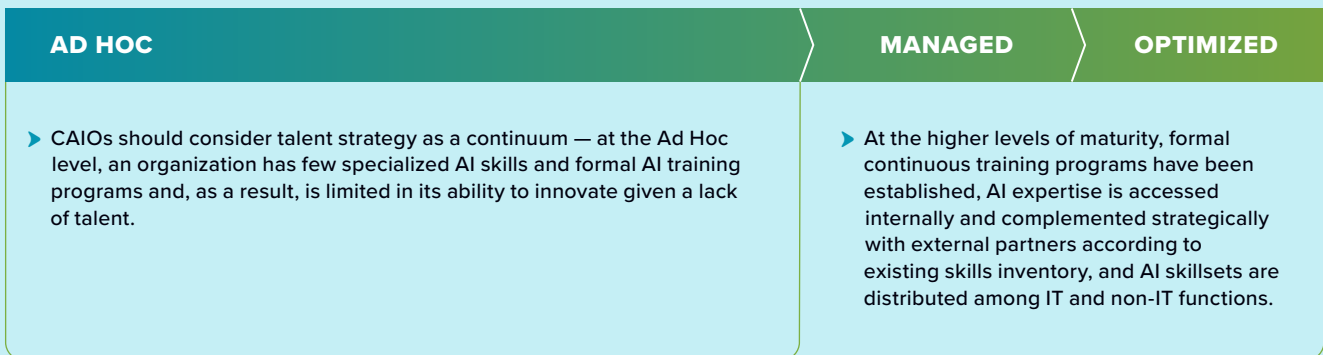 AD HOC
MANAGED
OPTIMIZED
CAIOs should consider talent strategy as a continuum — at the Ad Hoc
level, an organization has few specialized AI skills and formal AI training
programs and, as a result, is limited in its ability to innovate given a lack
of talent.
At the higher levels of maturity, formal
continuous training programs have been
established, AI expertise is accessed
internally and complemented strategically
with external partners according to
existing skills inventory, and AI skillsets are
distributed among IT and non-IT functions.